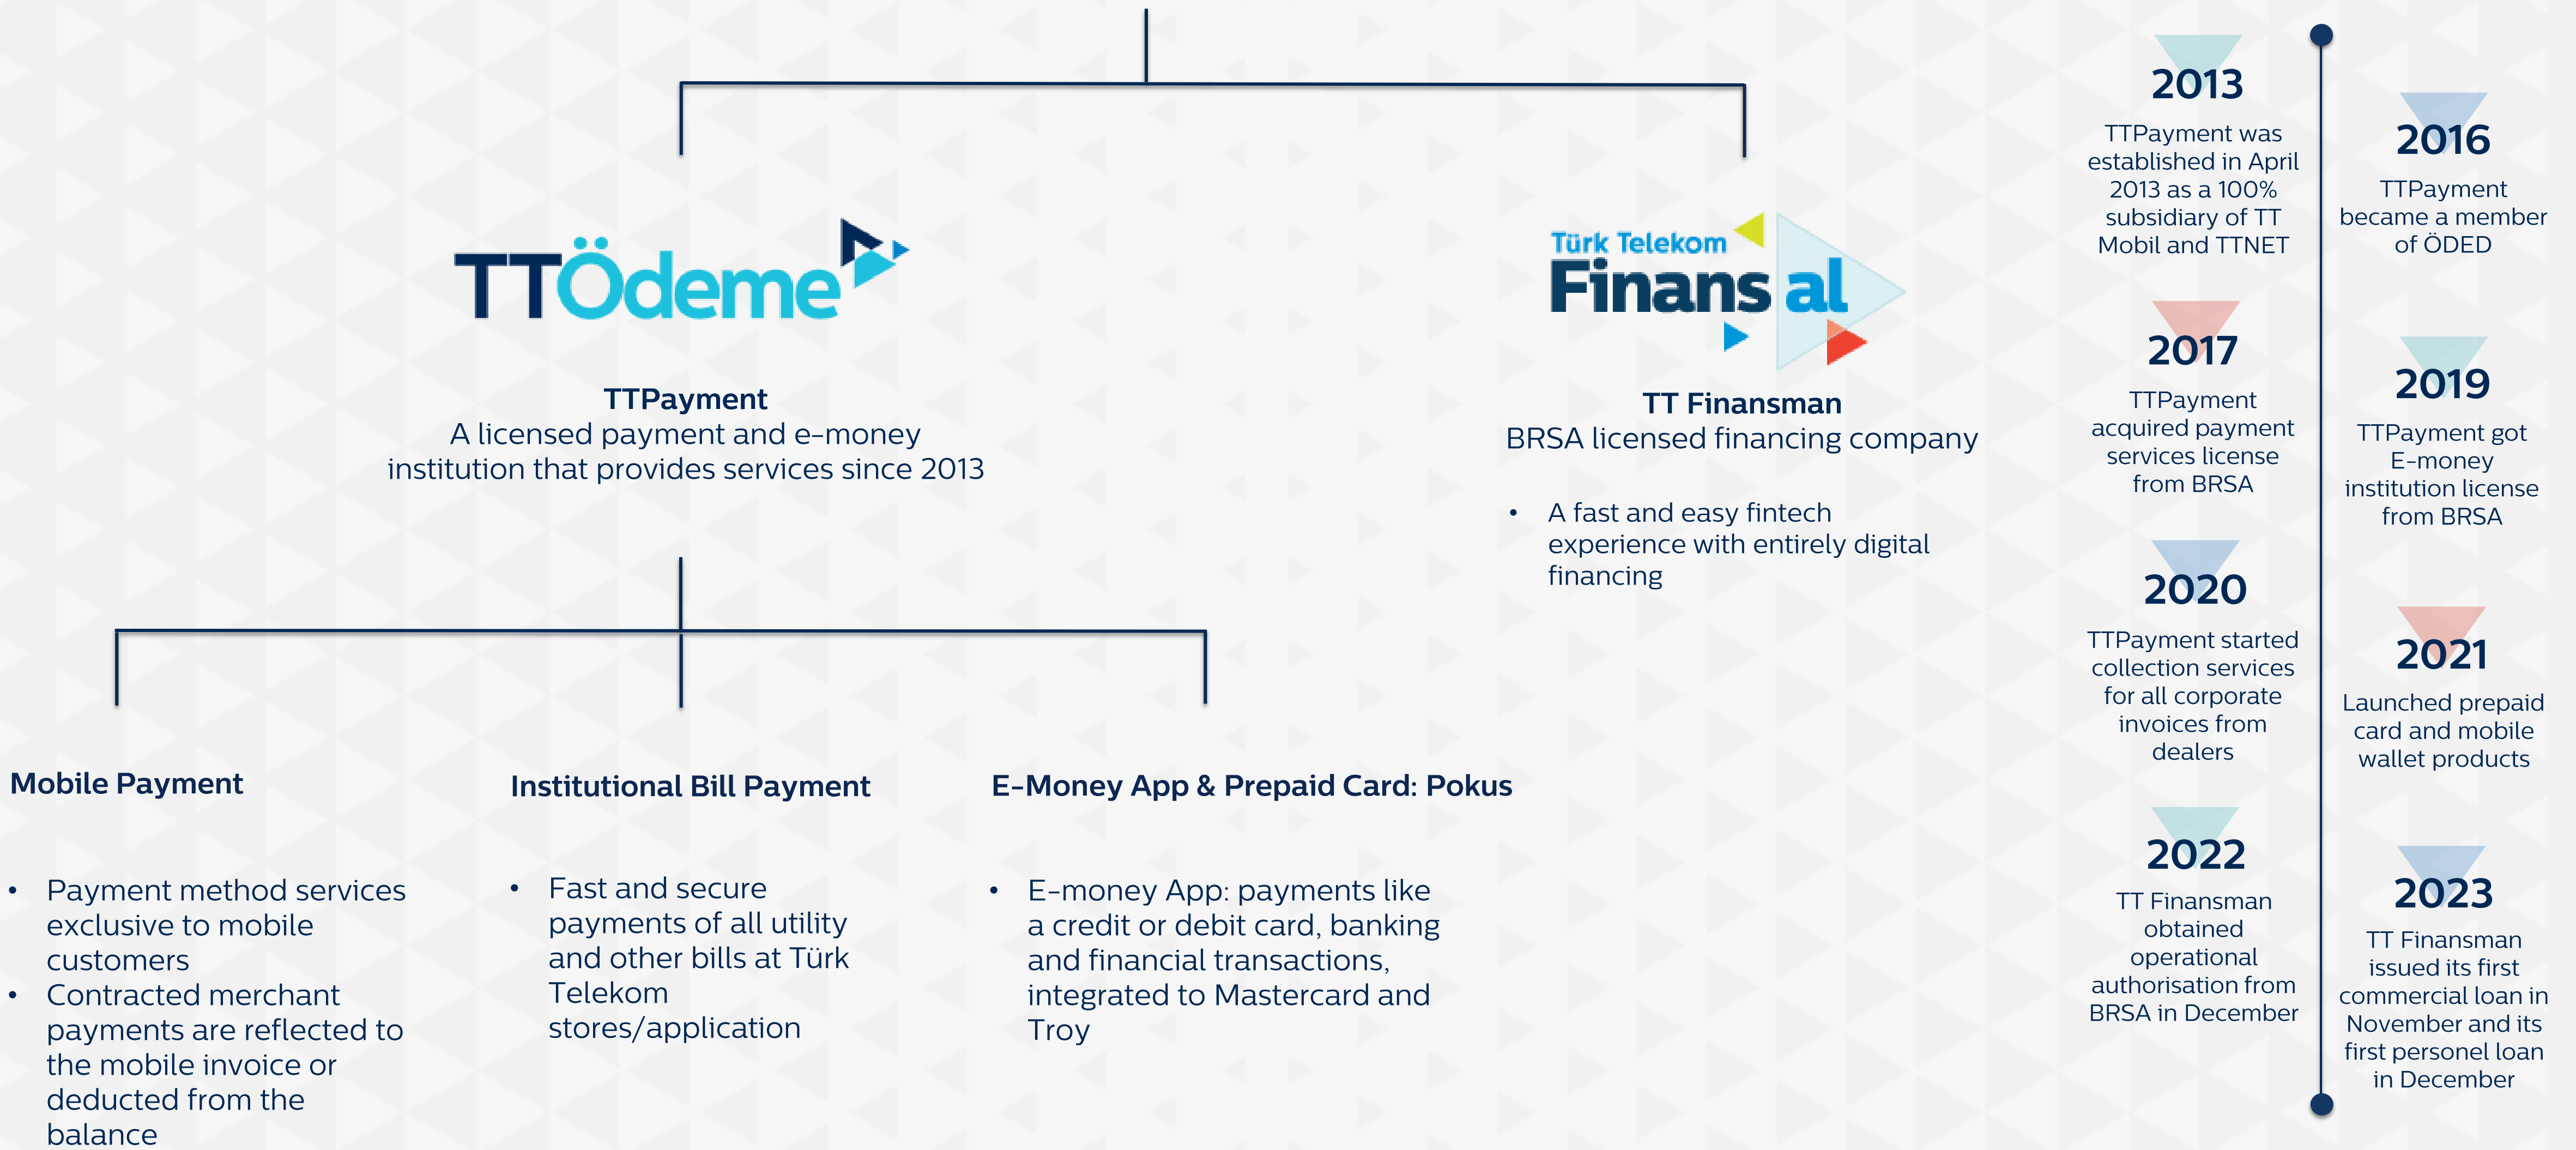 TTÖdeme
TTPayment
A licensed payment and e-money
institution that provides services since 2013
Türk Telekom
Finansal
TT Finansman
BRSA licensed financing company
• A fast and easy fintech
experience with entirely digital
financing
Mobile Payment
• Payment method services
exclusive to mobile
customers
• Contracted merchant
payments are reflected to
the mobile invoice or
deducted from the
balance
Institutional Bill Payment
• Fast and secure
payments of all utility
and other bills at Türk
Telekom
stores/application
E-Money App & Prepaid Card: Pokus
• E-money App: payments like
a credit or debit card, banking
and financial transactions,
integrated to Mastercard and
Troy
2013
TTPayment was
established in April
2013 as a 100%
subsidiary of TT
Mobil and TTNET
2016
TTPayment
became a member
of ÖDED
2017
TTPayment
acquired payment
services license
from BRSA
2019
TTPayment got
E-money
institution license
from BRSA
2020
TTPayment started
collection services
for all corporate
invoices from
dealers
2021
Launched prepaid
card and mobile
wallet products
2022
TT Finansman
obtained
operational
authorisation from
BRSA in December
2023
TT Finansman
issued its first
commercial loan in
November and its
first personel loan
in December